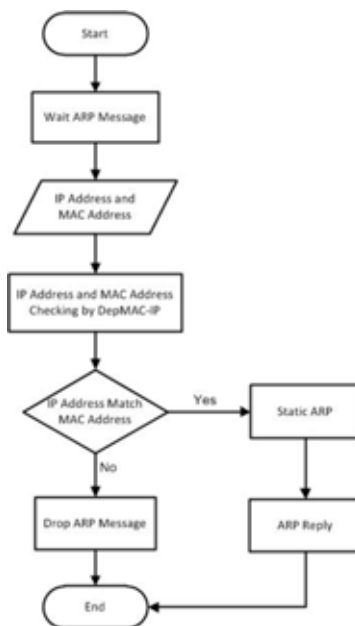 Start
Wait ARP Message
IP Address and
MAC Address
IP Address and MAC Address
Checking by DepMAC-IP
IP Address Match
MAC Address
Yes
Static ARP
No
Drop ARP Message
ARP Reply
End